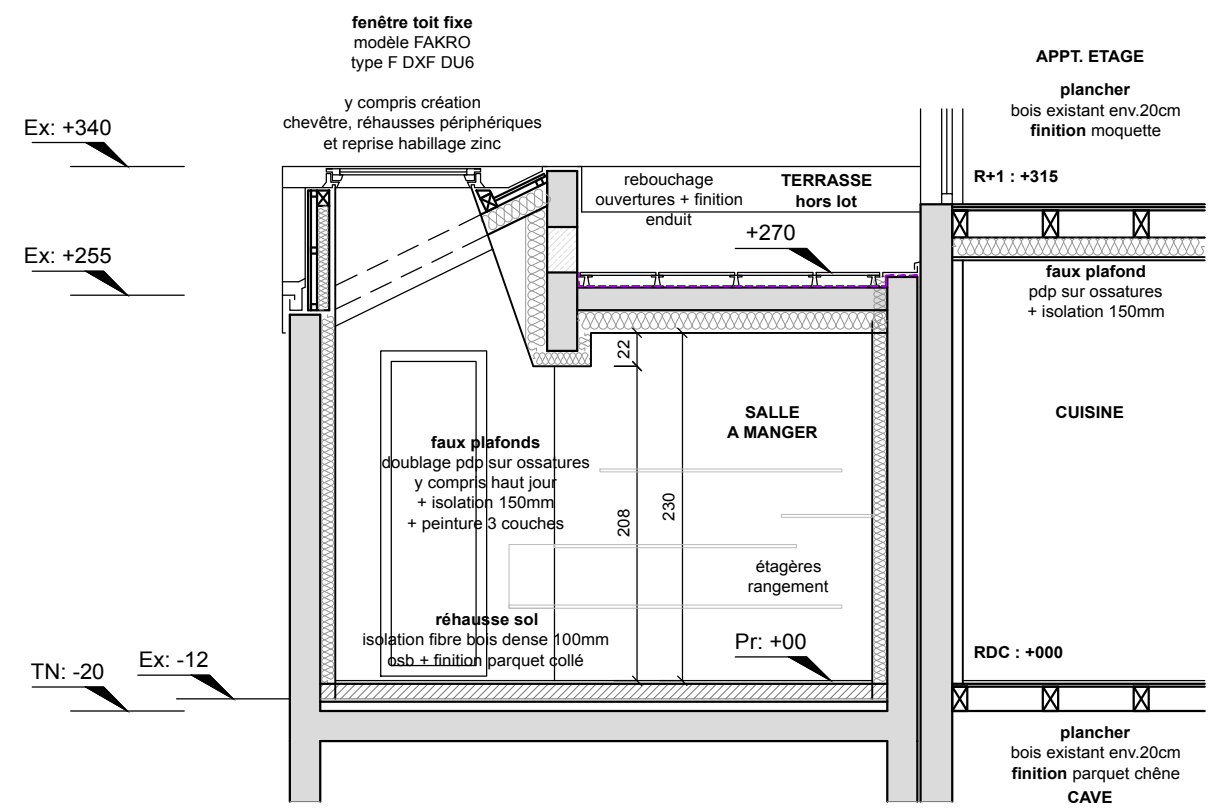 fenêtre toit fixe
modèle FAKRO
type F DXF DU6
y compris création
chevêtre, réhausses périphériques
et reprise habillage zinc
APPT. ETAGE
plancher
bois existant env.20cm
finition moquette
Ex: +340
R+1 : +315
rebouchage
ouvertures + finition
enduit
TERRASSE
hors lot
+270
Ex: +255
faux plafond
pdp sur ossatures
+ isolation 150mm
22
SALLE
A MANGER
CUISINE
faux plafonds
doublage pdp sur ossatures
y compris haut jour
+ isolation 150mm
+ peinture 3 couches
208
230
étagères
rangement
réhausse sol
isolation fibre bois dense 100mm
osb + finition parquet collé
Pr: +00
RDC : +000
TN: -20
Ex: -12
plancher
bois existant env.20cm
finition parquet chêne
CAVE